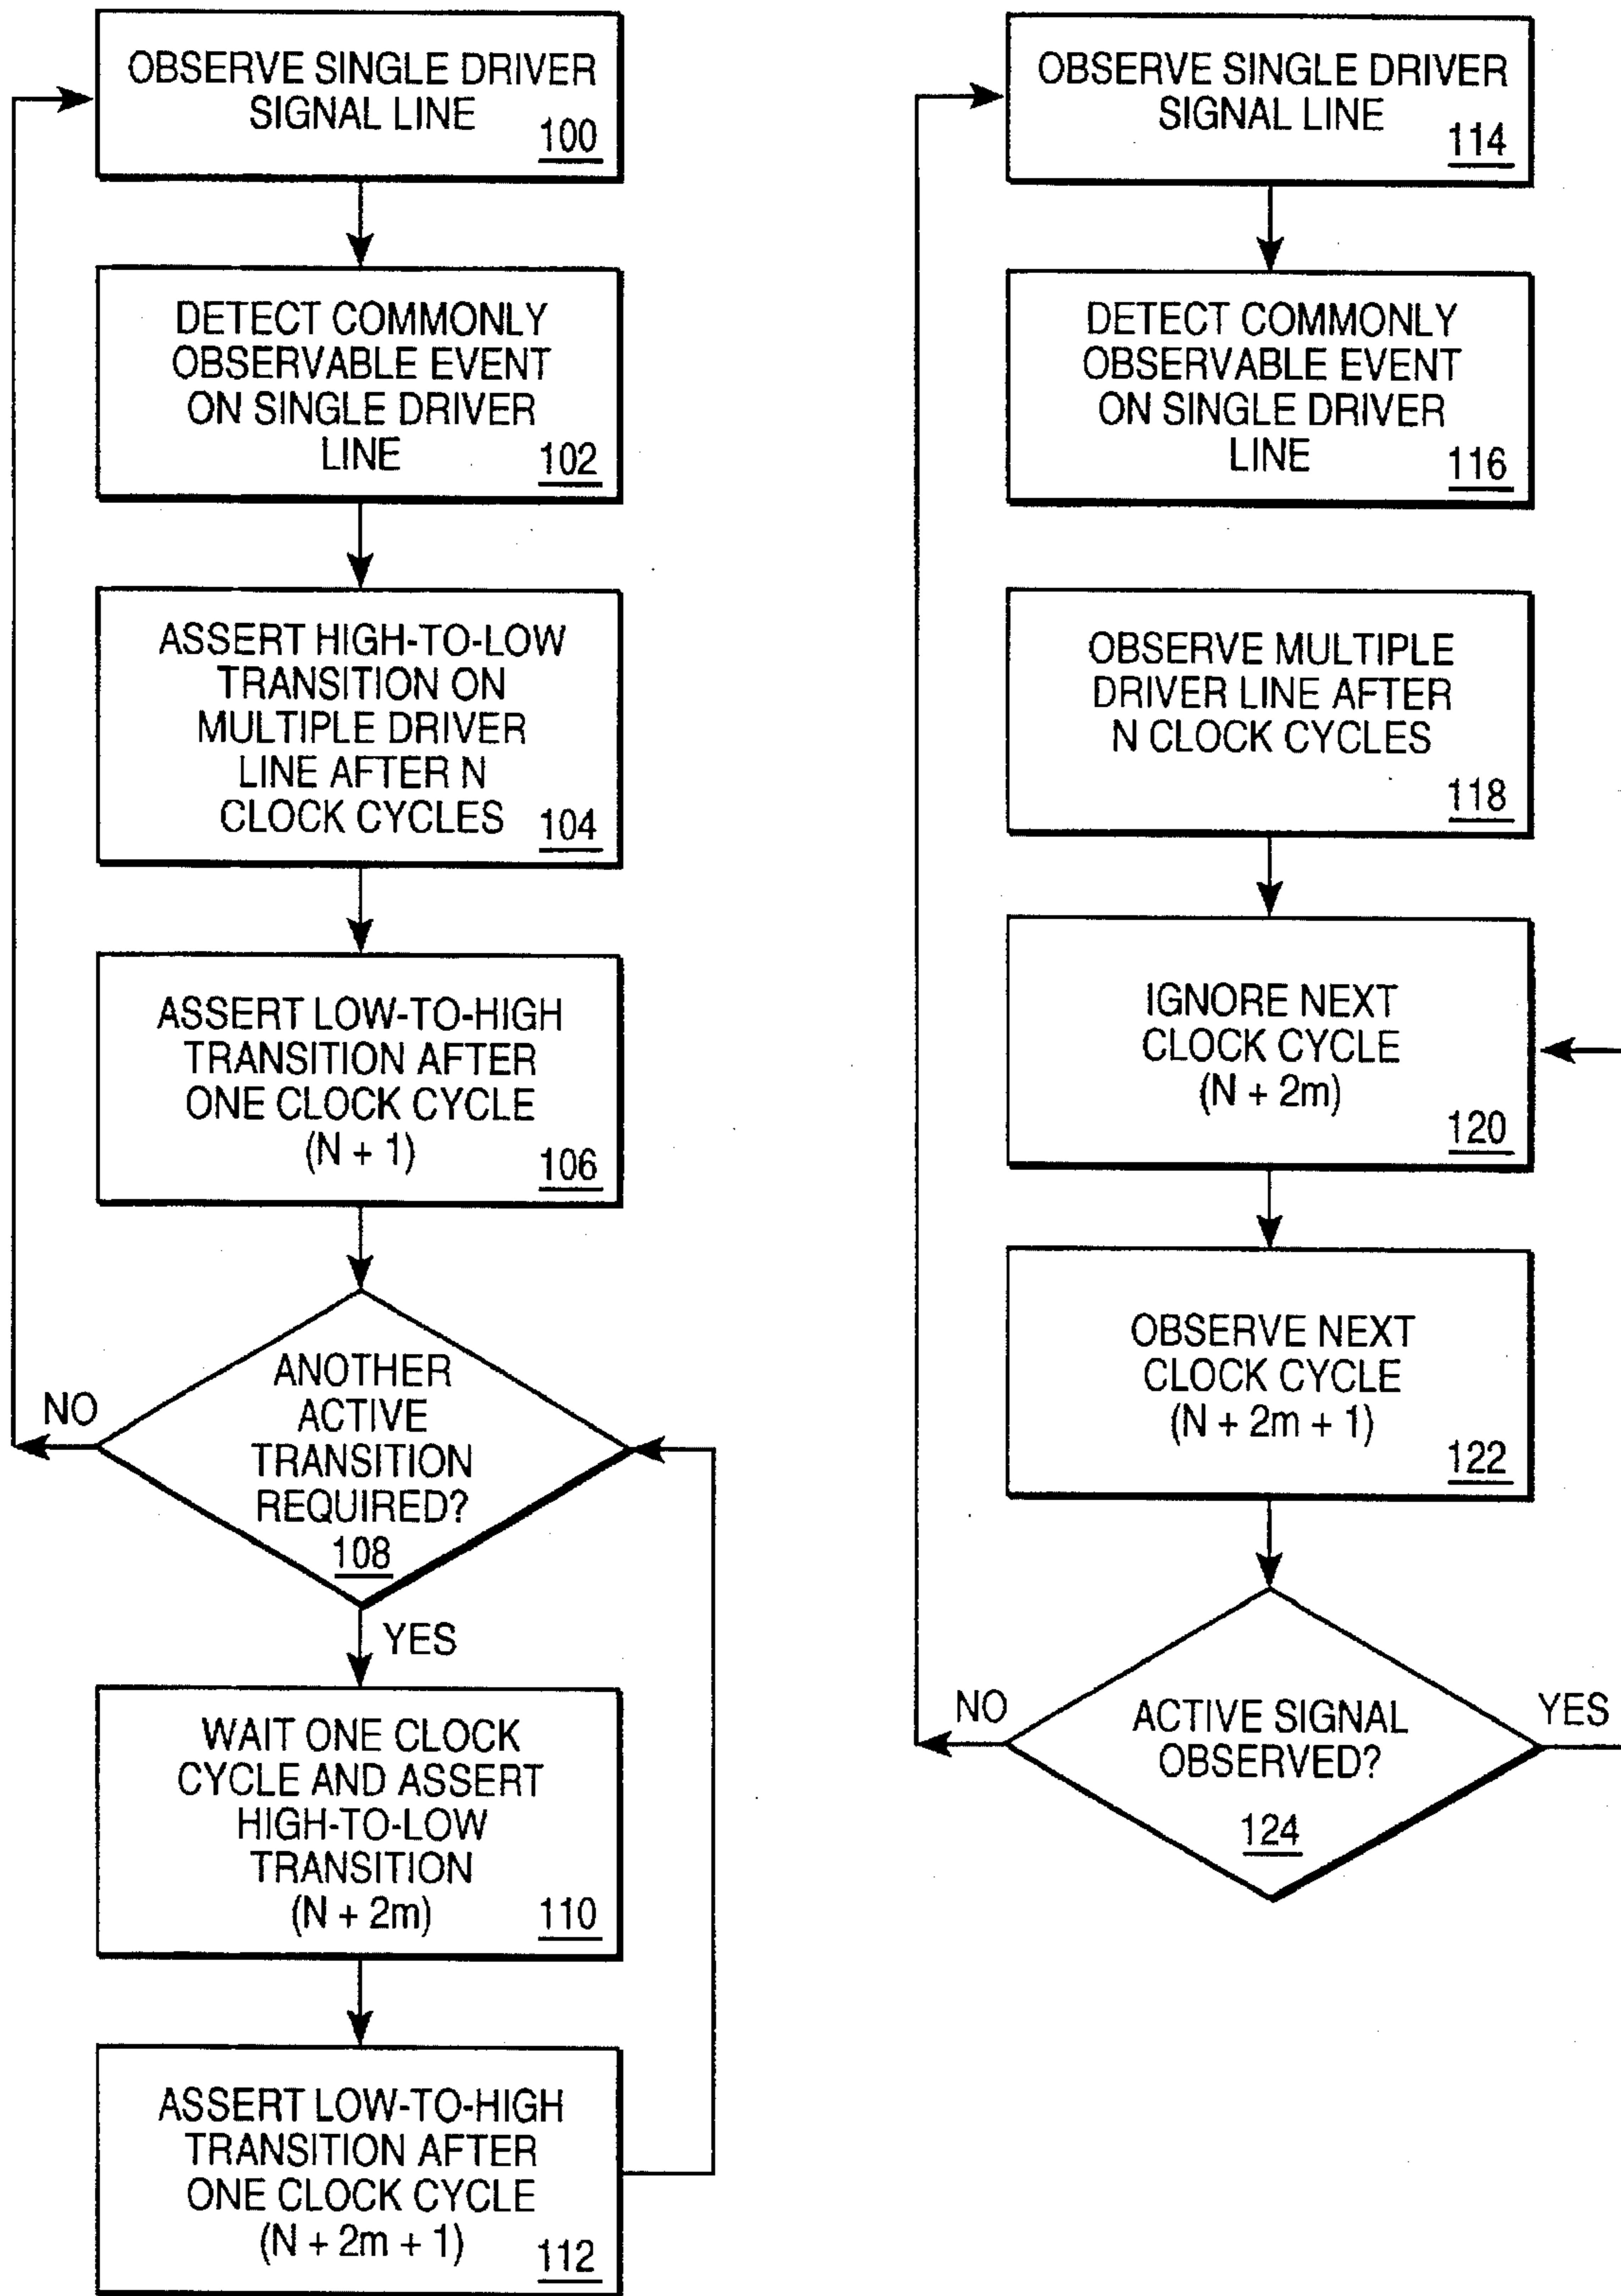 OBSERVE SINGLE DRIVER
SIGNAL LINE
100
DETECT COMMONLY
OBSERVABLE EVENT
ON SINGLE DRIVER
LINE
102
ASSERT HIGH-TO-LOW
TRANSITION ON
MULTIPLE DRIVER
LINE AFTER N
CLOCK CYCLES
104
ASSERT LOW-TO-HIGH
TRANSITION AFTER
ONE CLOCK CYCLE
(N + 1)
106
ANOTHER
ACTIVE
TRANSITION
REQUIRED?
108
NO
YES
WAIT ONE CLOCK
CYCLE AND ASSERT
HIGH-TO-LOW
TRANSITION
(N + 2m)
110
ASSERT LOW-TO-HIGH
TRANSITION AFTER
ONE CLOCK CYCLE
(N + 2m + 1)
112
OBSERVE SINGLE DRIVER
SIGNAL LINE
114
DETECT COMMONLY
OBSERVABLE EVENT
ON SINGLE DRIVER
LINE
116
OBSERVE MULTIPLE
DRIVER LINE AFTER
N CLOCK CYCLES
118
IGNORE NEXT
CLOCK CYCLE
(N + 2m)
120
OBSERVE NEXT
CLOCK CYCLE
(N + 2m + 1)
122
NO
ACTIVE SIGNAL
OBSERVED?
124
YES